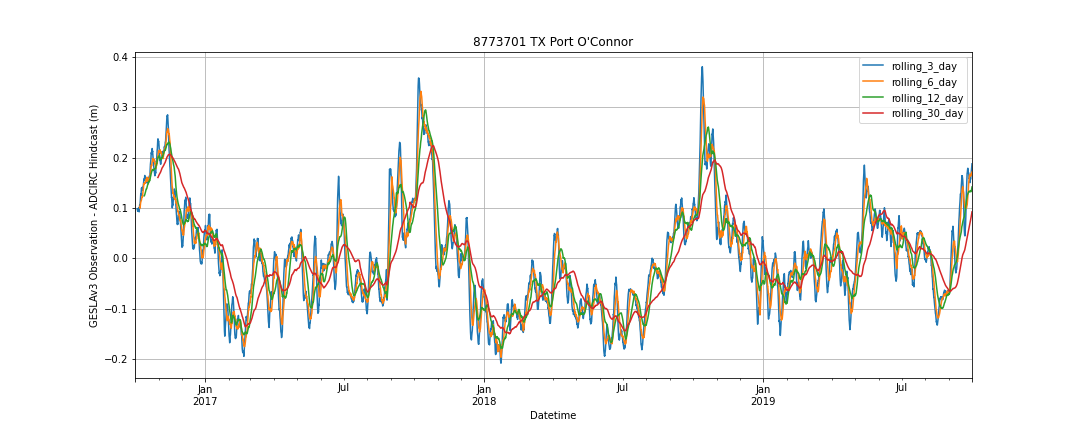 8773701 TX Port O'Connor
GESLAv3 Observation - ADCIRC Hindcast (m)
0.4
0.3
0.2
0.1
0.0
−0.1
−0.2
rolling_3_day
rolling_6_day
rolling_12_day
rolling_30_day
Jan
2017
Jul
Jan
2018
Jul
Jan
2019
Jul
Datetime